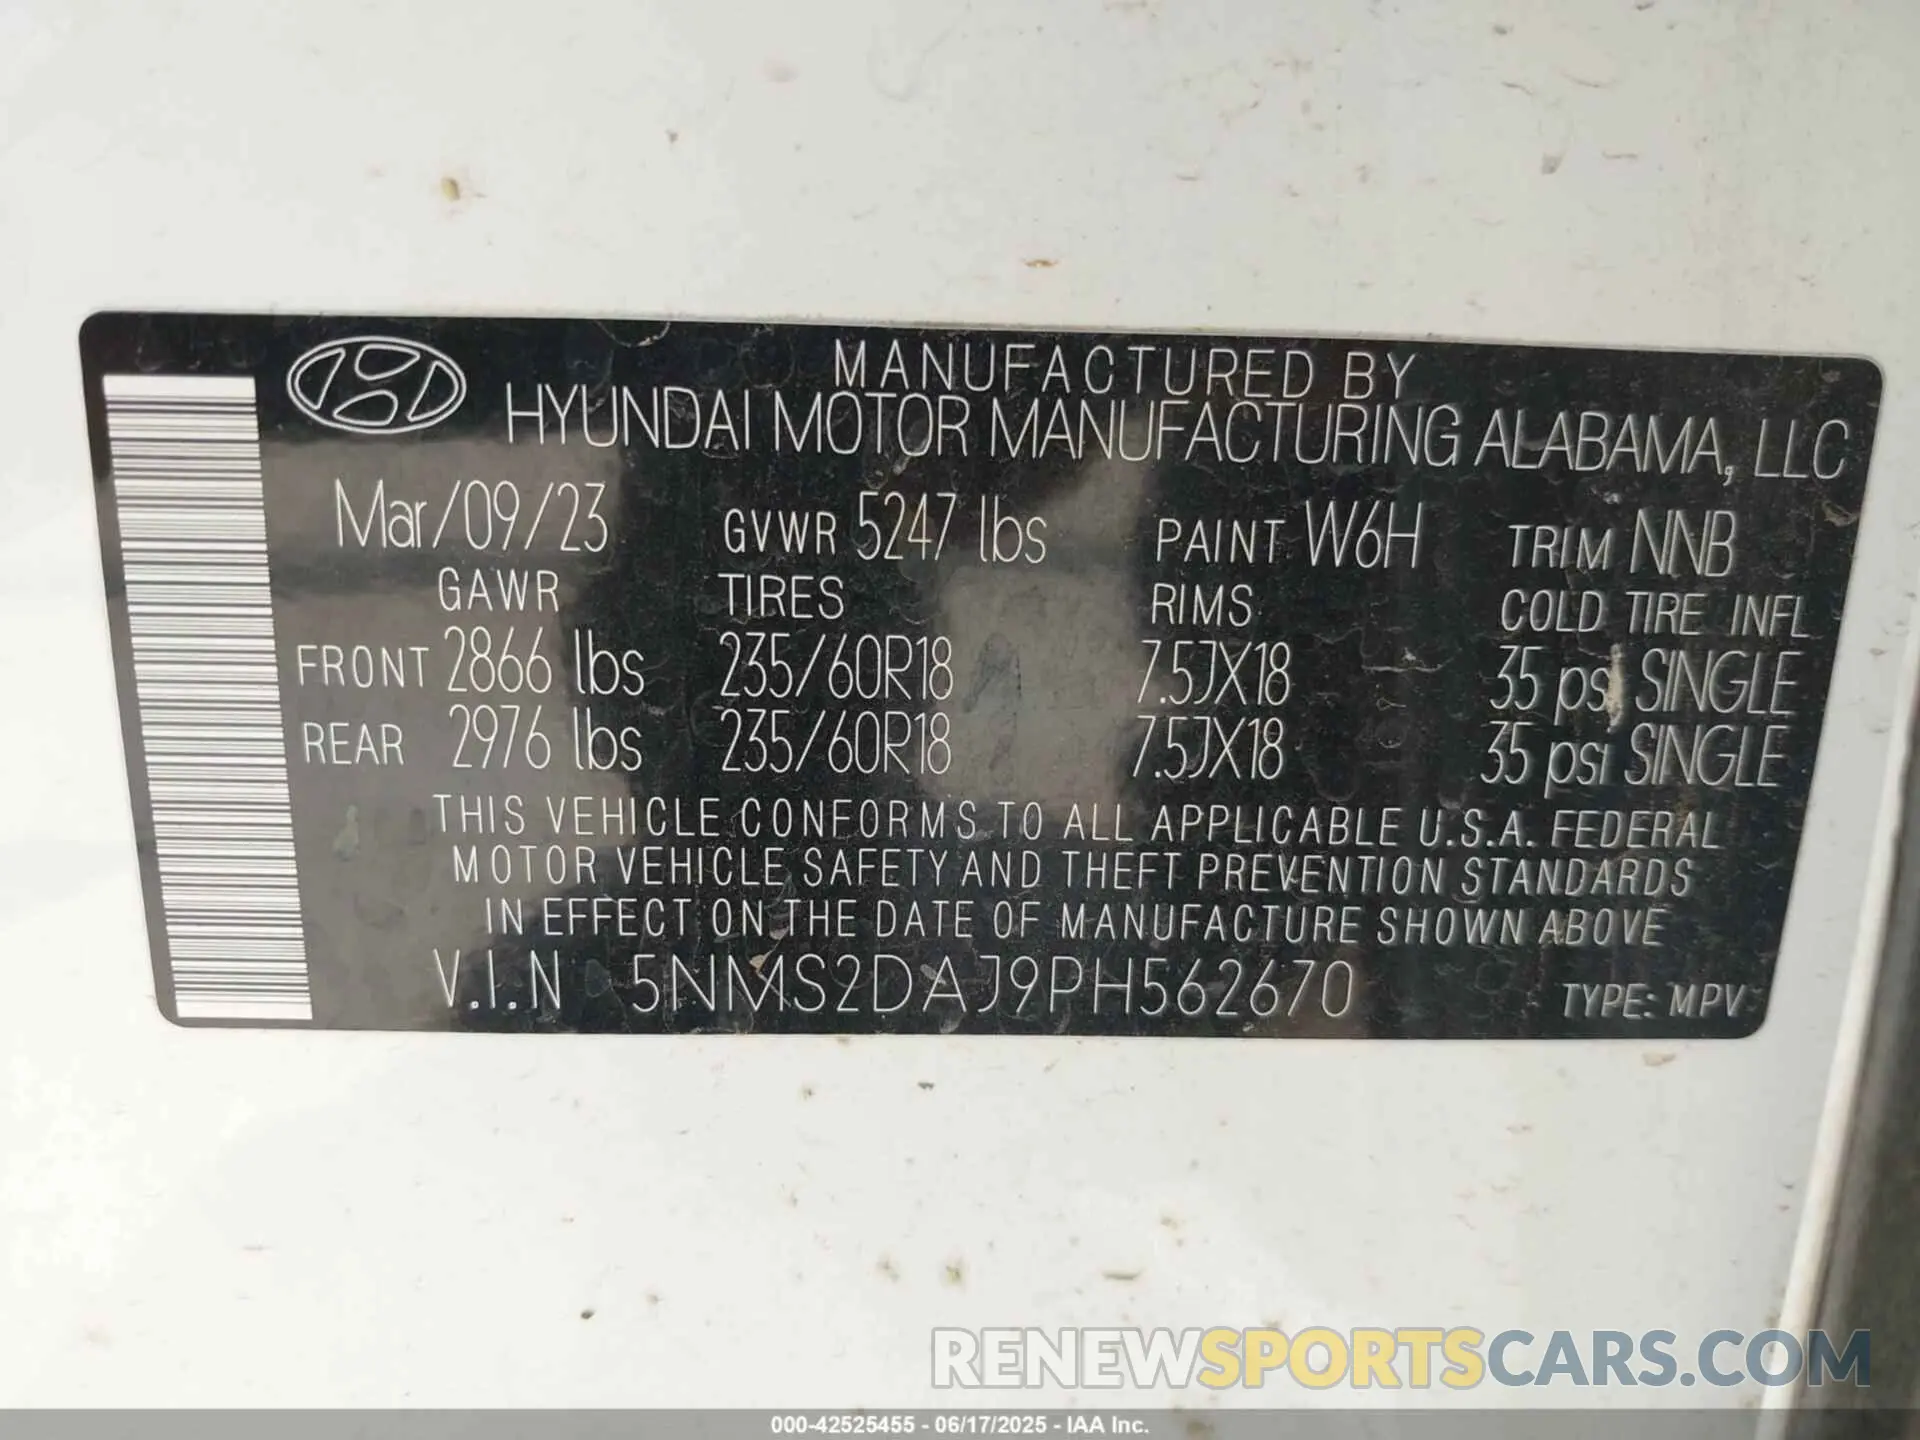 MANUFACTURED BY
HYUNDAI MOTOR MANUFACTURING ALABAMA, LLC
Mar/09/23 GVWR 5247 lbs PAINT W6H TRIM NNB
GAWR TIRES RIMS COLD TIRE INFL
FRONT 2866 lbs 235/60R18 7.5JX18 35 psi SINGLE
REAR 2976 lbs 235/60R18 7.5JX18 35 psi SINGLE
THIS VEHICLE CONFORMS TO ALL APPLICABLE U.S.A. FEDERAL
MOTOR VEHICLE SAFETY AND THEFT PREVENTION STANDARDS
IN EFFECT ON THE DATE OF MANUFACTURE SHOWN ABOVE
V.I.N 5NMS2DAJ9PH562670 TYPE: MPV
RENEWSPORTSCARS.COM
000-42525455 - 06/17/2025 - IAA Inc.